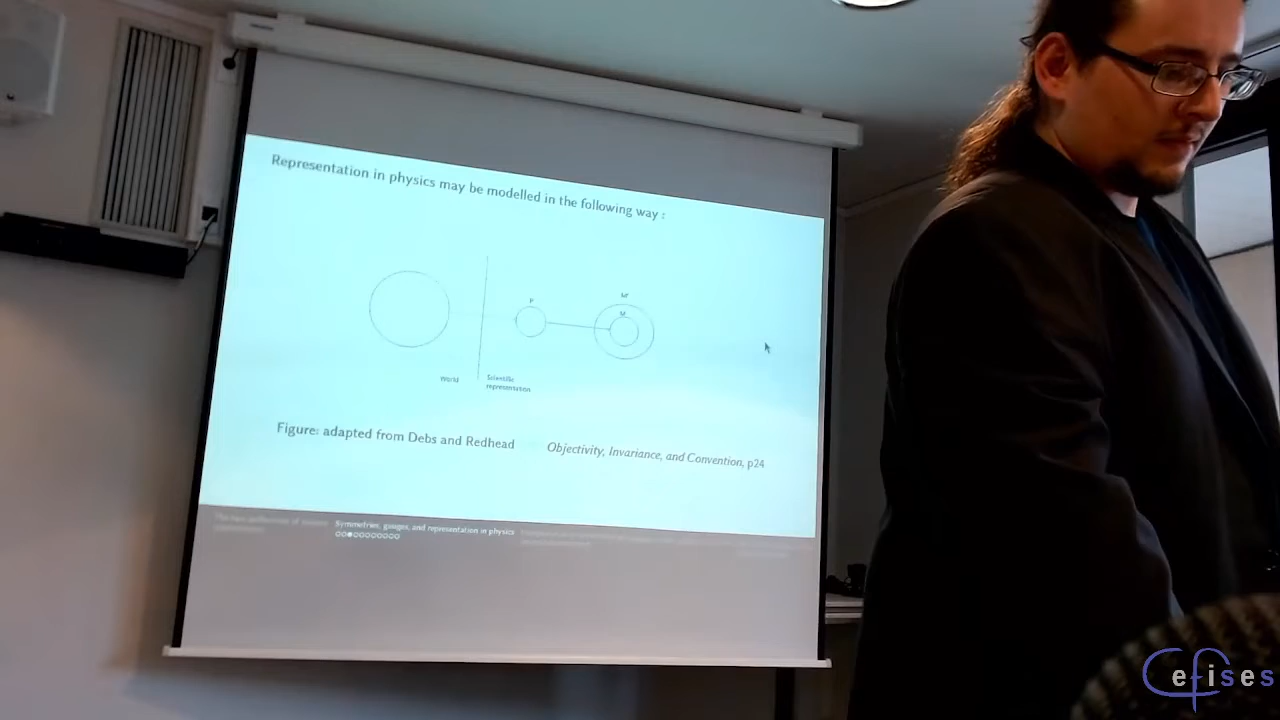 Representation in physics may be modelled in the following way :
P
M'
M
World
Scientific
representation
Figure: adapted from Debs and Redhead Objectivity, Invariance, and Convention, p24
Symmetries, gauges, and representation in physics
Cefises